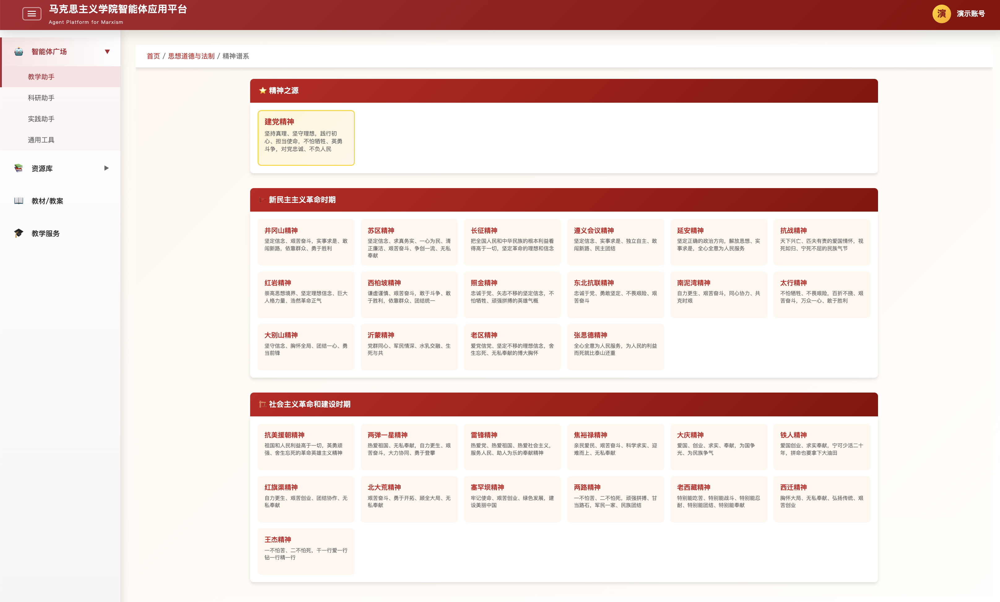 马克思主义学院智能体应用平台
Agent Platform for Marxism
演
演示账号
智能体广场
教学助手
科研助手
实践助手
通用工具
资源库
教材/教案
教学服务
首页 / 思想道德与法制 / 精神谱系
精神之源
建党精神
坚持真理、坚守理想，践行初
心、担当使命，不怕牺牲、英勇
斗争，对党忠诚、不负人民
新民主主义革命时期
井冈山精神
坚定信念、艰苦奋斗，实事求是、敢
闯新路，依靠群众、勇于胜利
苏区精神
坚定信念、求真务实、一心为民、清
正廉洁、艰苦奋斗、争创一流、无私
奉献
长征精神
把全国人民和中华民族的根本利益看
得高于一切，坚定革命的理想和信念
遵义会议精神
坚定信念、实事求是、独立自主、敢
闯新路、民主团结
延安精神
坚定正确的政治方向，解放思想、实
事求是，全心全意为人民服务
抗战精神
天下兴亡、匹夫有责的爱国情怀，视
死如归、宁死不屈的民族气节
红岩精神
崇高思想境界、坚定理想信念、巨大
人格力量、浩然革命正气
西柏坡精神
谦虚谨慎、艰苦奋斗，敢于斗争、敢
于胜利，依靠群众、团结统一
照金精神
忠诚于党、矢志不移的坚定信念，不
怕牺牲、顽强拼搏的英雄气概
东北抗联精神
忠诚于党、勇敢坚定、不畏艰险、艰
苦奋斗
南泥湾精神
自力更生、艰苦奋斗，同心协力、共
克时艰
太行精神
不怕牺牲、不畏艰险，百折不挠、艰
苦奋斗，万众一心、敢于胜利
大别山精神
坚守信念、胸怀全局、团结一心、勇
当前锋
沂蒙精神
党群同心、军民情深、水乳交融、生
死与共
老区精神
爱党信党、坚定不移的理想信念，舍
生忘死、无私奉献的博大胸怀
张思德精神
全心全意为人民服务，为人民的利益
而死就比泰山还重
社会主义革命和建设时期
抗美援朝精神
祖国和人民利益高于一切，英勇顽
强、舍生忘死的革命英雄主义精神
两弹一星精神
热爱祖国、无私奉献，自力更生、艰
苦奋斗，大力协同、勇于登攀
雷锋精神
热爱党、热爱祖国、热爱社会主义，
服务人民、助人为乐的奉献精神
焦裕禄精神
亲民爱民、艰苦奋斗、科学求实、迎
难而上、无私奉献
大庆精神
爱国、创业、求实、奉献，为国争
光、为民族争气
铁人精神
爱国创业、求实奉献，宁可少活二十
年，拼命也要拿下大油田
红旗渠精神
自力更生、艰苦创业、团结协作、无
私奉献
北大荒精神
艰苦奋斗、勇于开拓、顾全大局、无
私奉献
塞罕坝精神
牢记使命、艰苦创业、绿色发展，建
设美丽中国
两路精神
一不怕苦、二不怕死，顽强拼搏、甘
当路石，军民一家、民族团结
老西藏精神
特别能吃苦、特别能战斗、特别能忍
耐、特别能团结、特别能奉献
西迁精神
胸怀大局、无私奉献、弘扬传统、艰
苦创业
王杰精神
一不怕苦、二不怕死，干一行爱一行
钻一行精一行